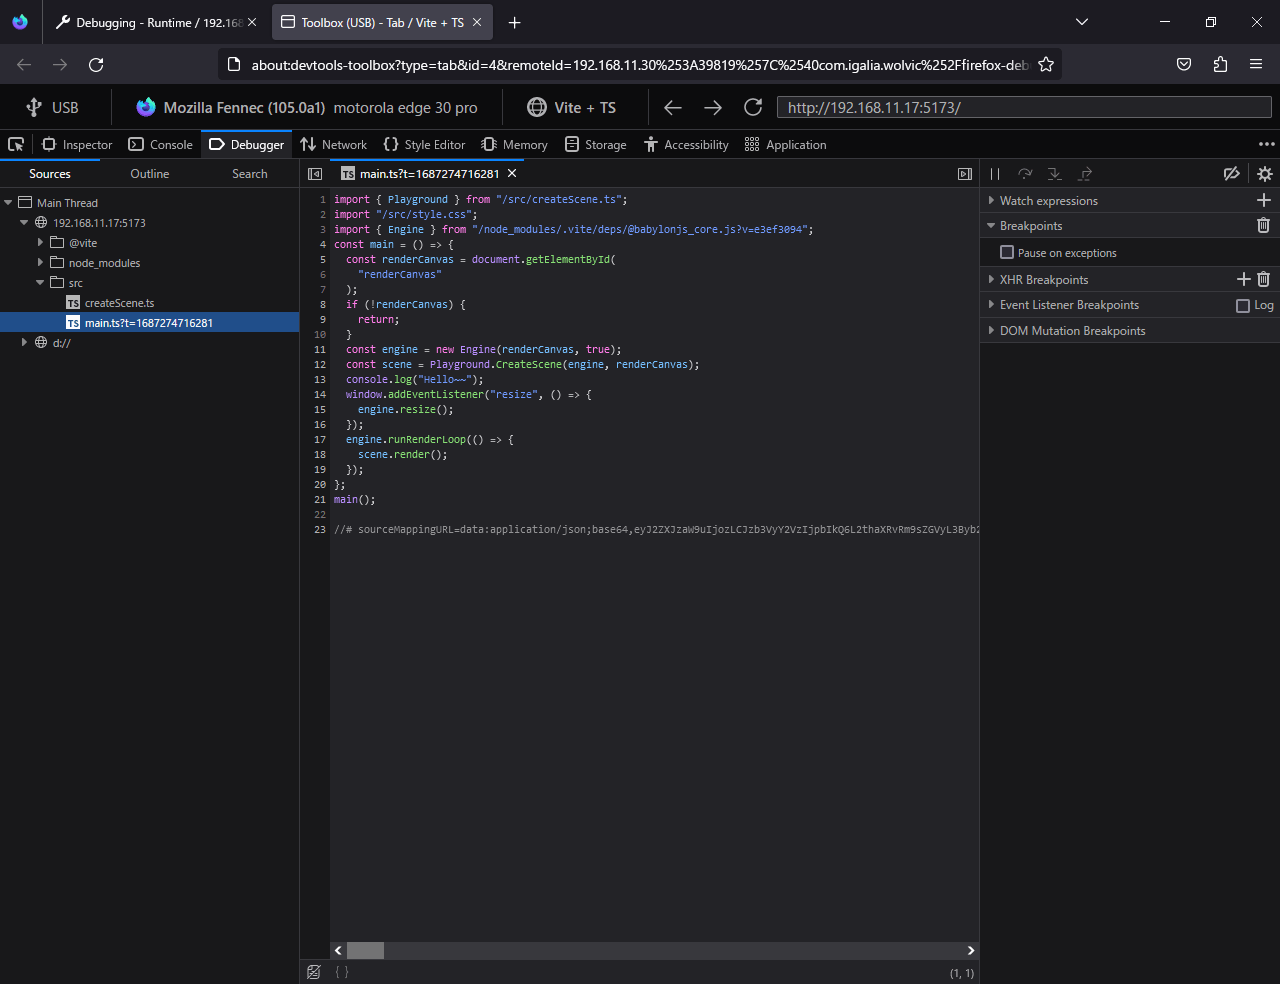 Debugging - Runtime / 192.168
Toolbox (USB) - Tab / Vite + TS
about:devtools-toolbox?type=tab&id=4&remoteId=192.168.11.30%253A39819%257C%2540com.igalia.wolvic%252Ffirefox-deb
USB
Mozilla Fennec (105.0a1) motorola edge 30 pro
Vite + TS
http://192.168.11.17:5173/
Inspector
Console
Debugger
Network
Style Editor
Memory
Storage
Accessibility
Application
Sources
Outline
Search
Main Thread
192.168.11.17:5173
@vite
node_modules
src
createScene.ts
main.ts?t=1687274716281
d://
TS main.ts?t=1687274716281
1 import { Playground } from "/src/createScene.ts";
2 import "/src/style.css";
3 import { Engine } from "/node_modules/.vite/deps/@babylonjs_core.js?v=e3ef3094";
4 const main = () => {
5 const renderCanvas = document.getElementById(
6 "renderCanvas"
7 );
8 if (!renderCanvas) {
9 return;
10 }
11 const engine = new Engine(renderCanvas, true);
12 const scene = Playground.CreateScene(engine, renderCanvas);
13 console.log("Hello~~");
14 window.addEventListener("resize", () => {
15 engine.resize();
16 });
17 engine.runRenderLoop(() => {
18 scene.render();
19 });
20 };
21 main();
22
23 //# sourceMappingURL=data:application/json;base64,eyJ2ZXJzaW9uIjozLCJzb3VyY2VzIjpbIkQ6L2thaXRvRm9sZGVyL3Byb2
(1, 1)
Watch expressions
Breakpoints
Pause on exceptions
XHR Breakpoints
Event Listener Breakpoints
Log
DOM Mutation Breakpoints